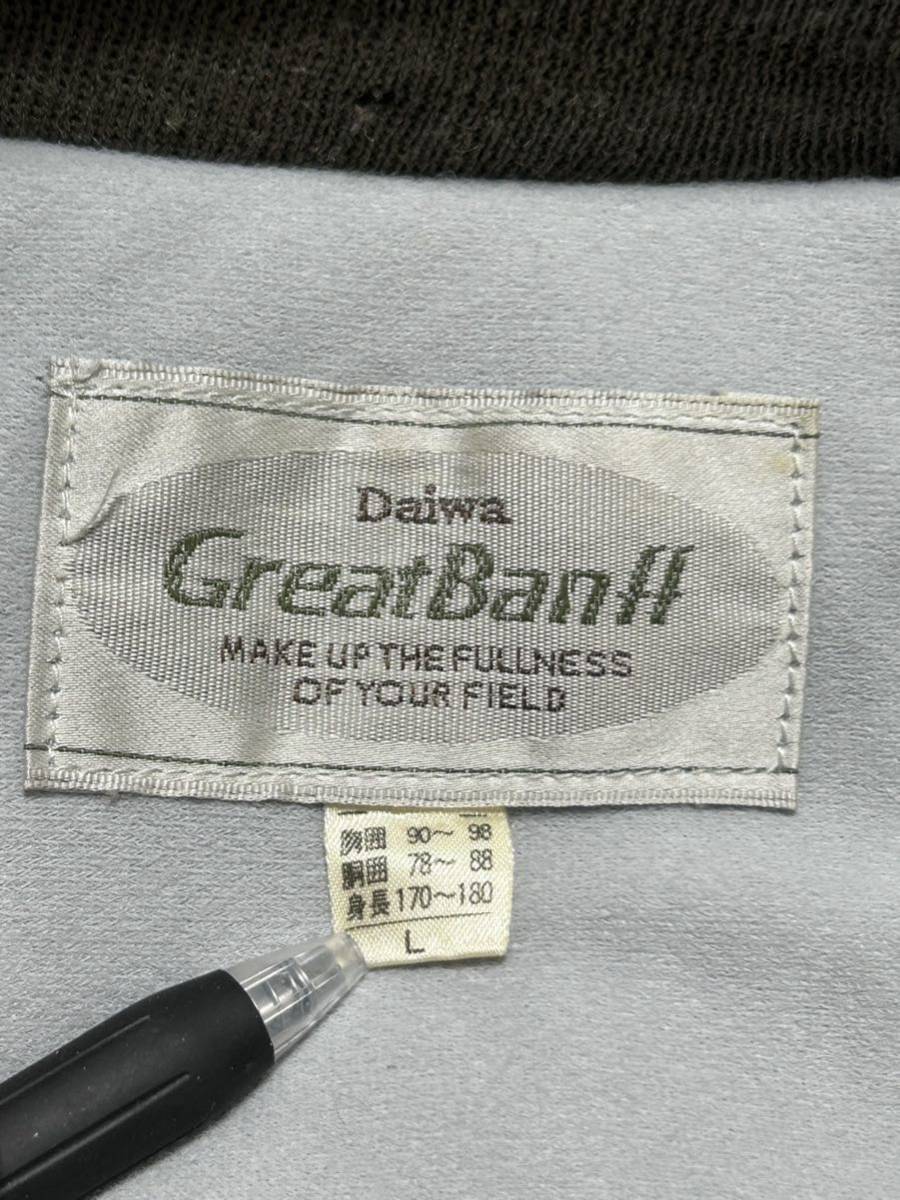 Daiwa
GreatBanff
MAKE UP THE FULLNESS
OF YOUR FIELD
胸囲 90〜 98
胴囲 78〜 88
身長 170〜180
L